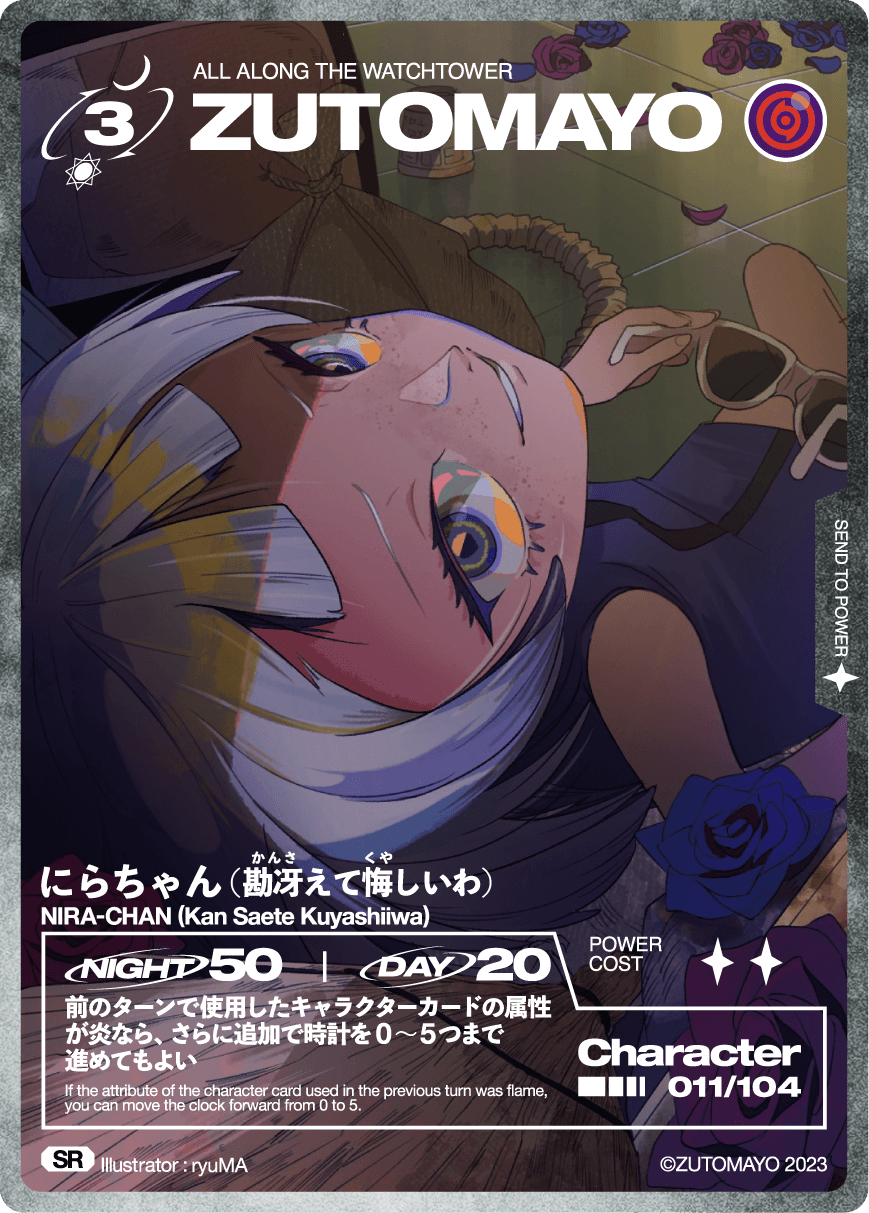 ALL ALONG THE WATCHTOWER
3
ZUTOMAYO
SEND TO POWER
かんさ くや
にらちゃん（勘冴えて悔しいわ）
NIRA-CHAN (Kan Saete Kuyashiiwa)
NIGHT 50 | DAY 20
POWER
COST
前のターンで使用したキャラクターカードの属性
が炎なら、さらに追加で時計を0～5つまで
進めてもよい
If the attribute of the character card used in the previous turn was flame,
you can move the clock forward from 0 to 5.
Character
011/104
SR Illustrator : ryuMA
©ZUTOMAYO 2023